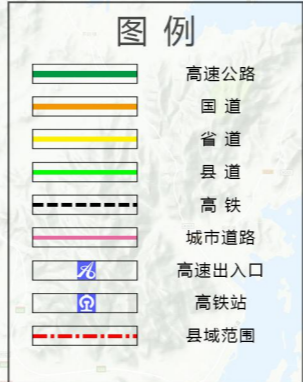 图 例
高速公路
国 道
省 道
县 道
高 铁
城市道路
高速出入口
高铁站
县域范围